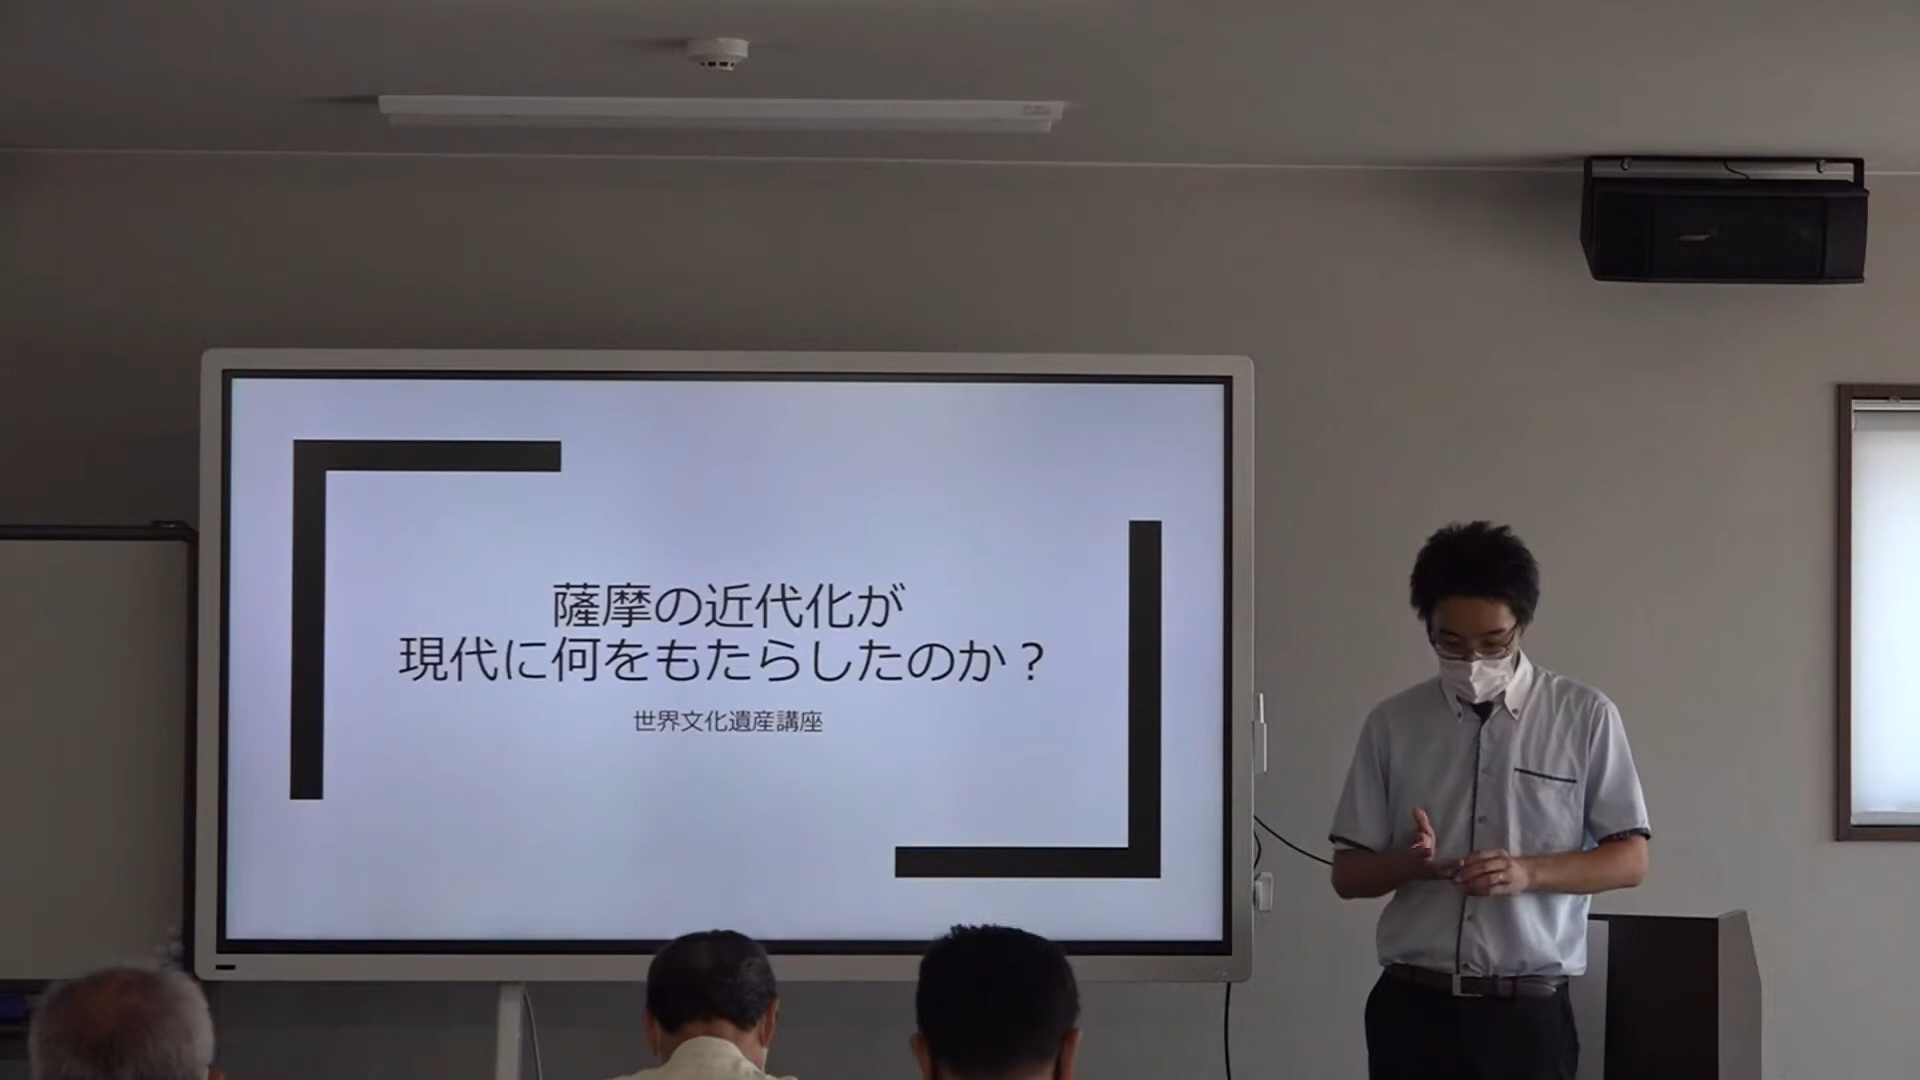 薩摩の近代化が
現代に何をもたらしたのか？
世界文化遺産講座